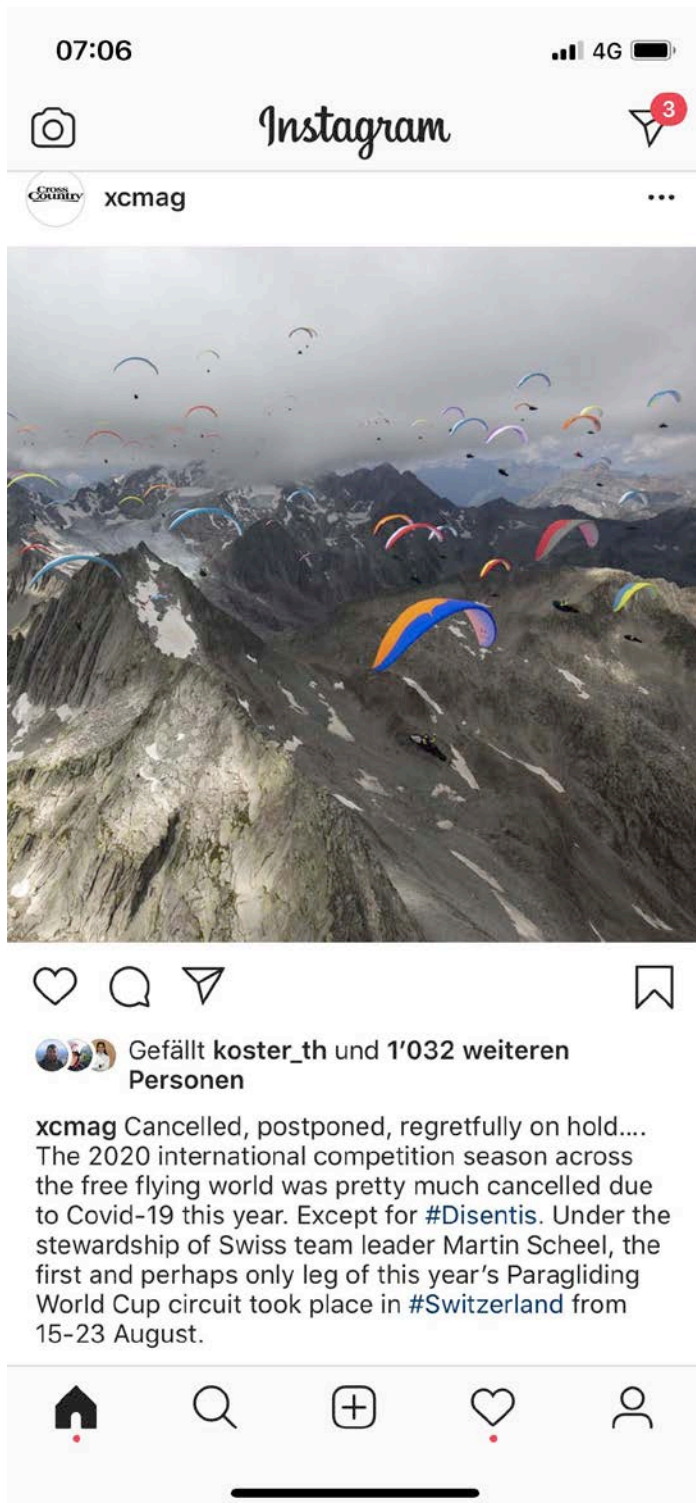 07:06
4G
Instagram
3
Cross
Country
xcmag
Gefällt koster_th und 1’032 weiteren
Personen
xcmag Cancelled, postponed, regretfully on hold....
The 2020 international competition season across
the free flying world was pretty much cancelled due
to Covid-19 this year. Except for #Disentis. Under the
stewardship of Swiss team leader Martin Scheel, the
first and perhaps only leg of this year’s Paragliding
World Cup circuit took place in #Switzerland from
15-23 August.